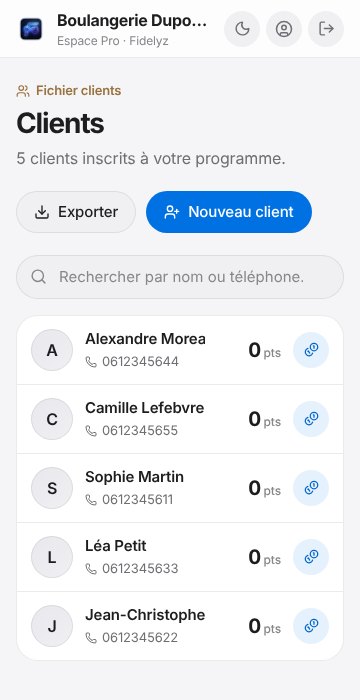 Boulangerie Dupo...
Espace Pro · Fidelyz
Fichier clients
Clients
5 clients inscrits à votre programme.
Exporter
Nouveau client
Rechercher par nom ou téléphone.
A
Alexandre Morea
0612345644
0 pts
C
Camille Lefebvre
0612345655
0 pts
S
Sophie Martin
0612345611
0 pts
L
Léa Petit
0612345633
0 pts
J
Jean-Christophe
0612345622
0 pts